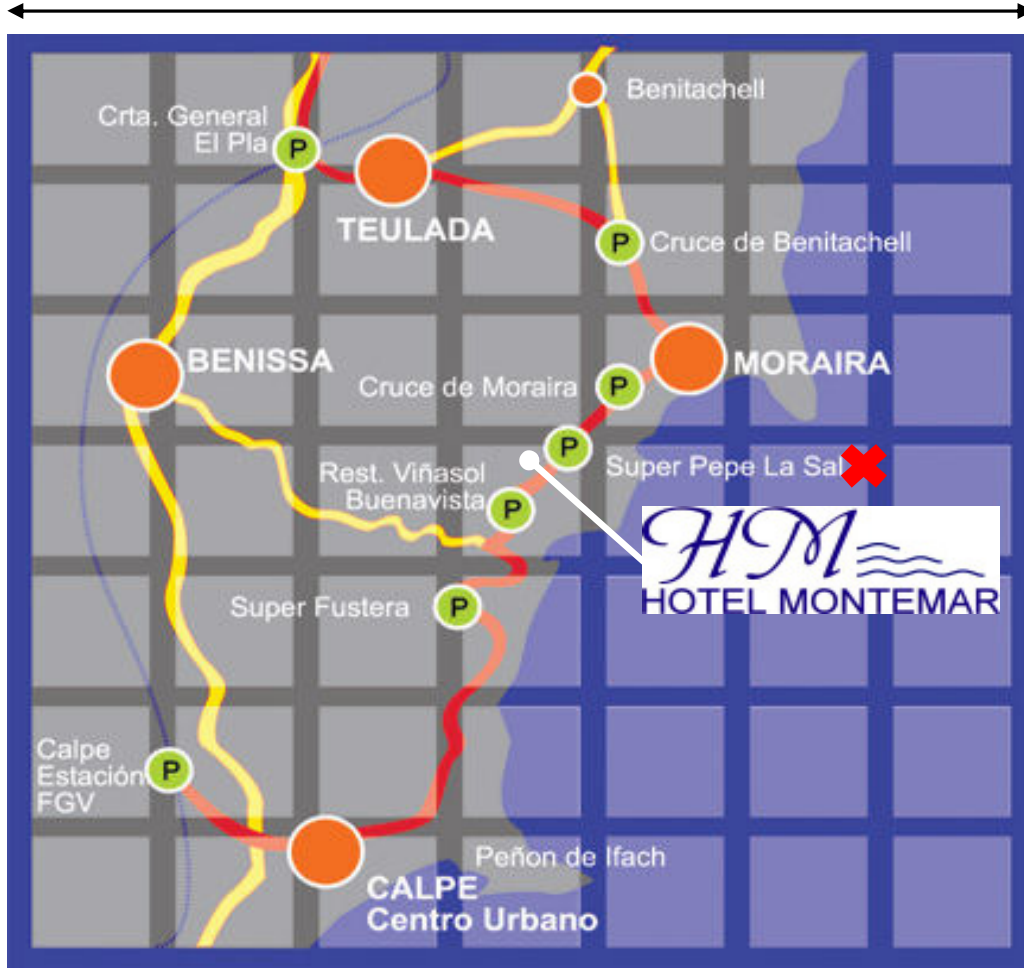 Benitachell
Crta. General
El Pla
P
TEULADA
P
Cruce de Benitachell
BENISSA
MORAIRA
Cruce de Moraira
P
P
Super Pepe La Sal
Rest. Viñasol
Buenavista
P
HM
HOTEL MONTEMAR
Super Fustera
P
Calpe
Estación
FGV
P
Peñon de Ifach
CALPE
Centro Urbano